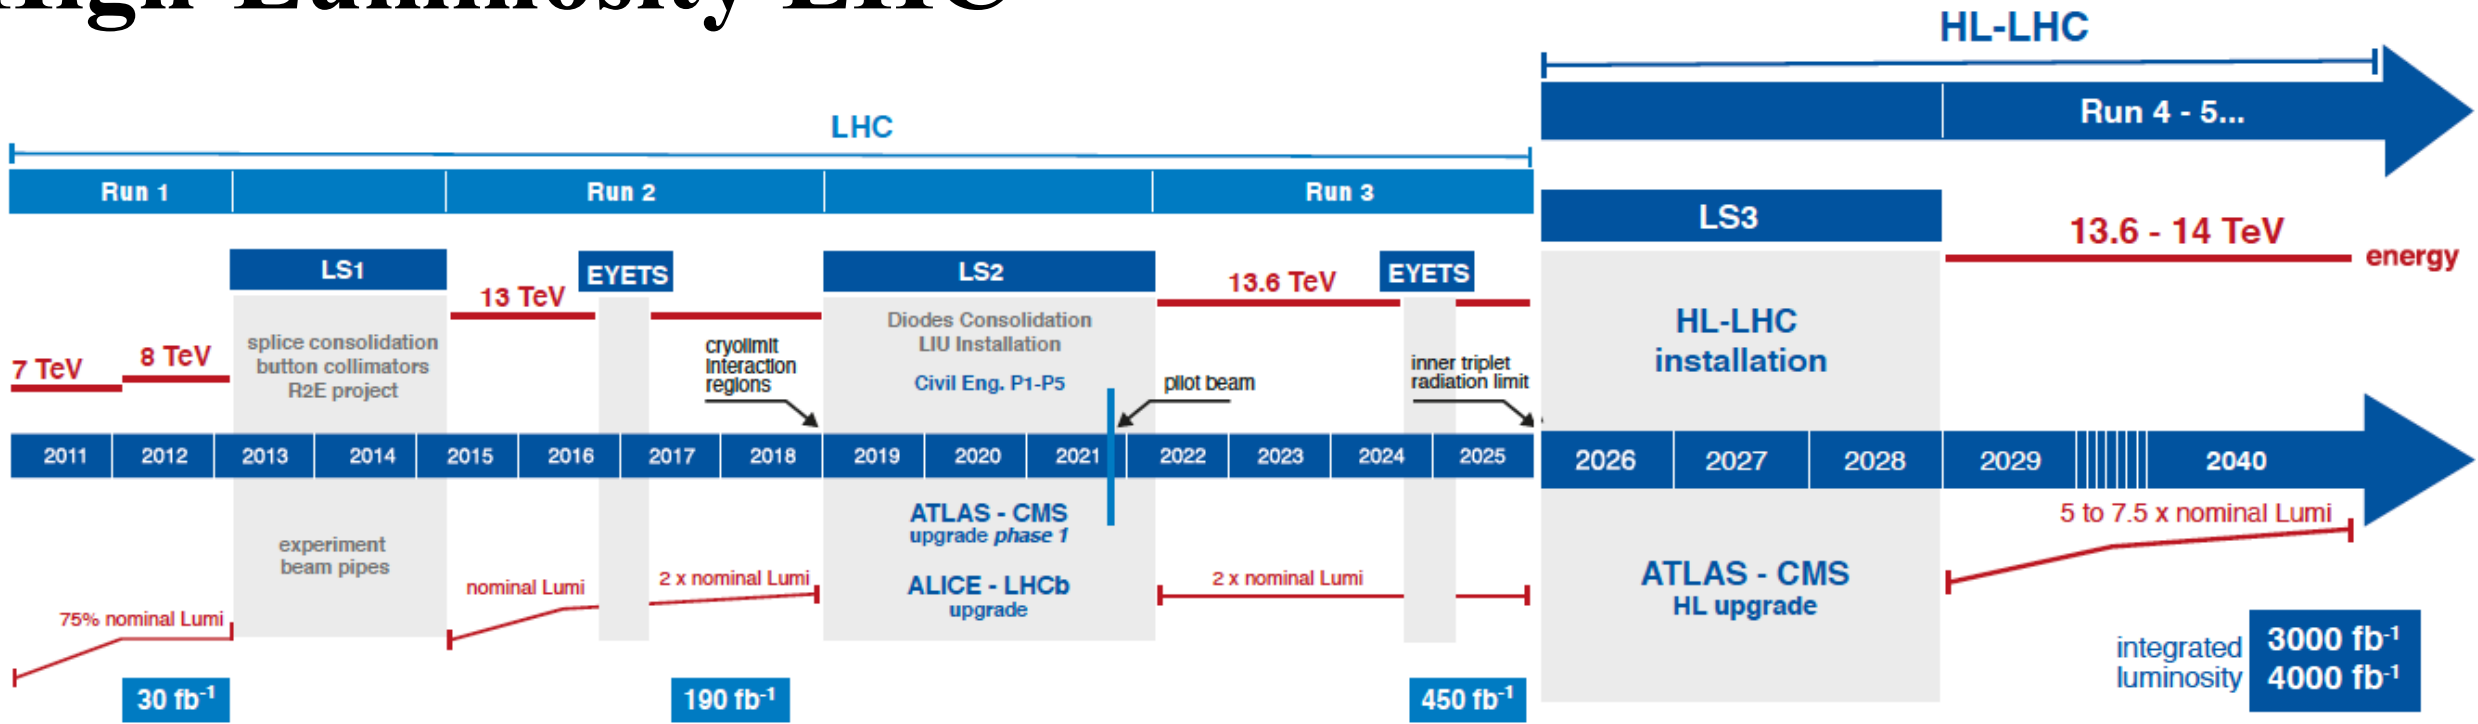 High Luminosity LHC
HL-LHC
Run 4 - 5...
LHC
Run 1
Run 2
Run 3
LS3
13.6 - 14 TeV
energy
LS1
EYETS
LS2
EYETS
13 TeV
13.6 TeV
7 TeV
8 TeV
splice consolidation
button collimators
R2E project
cryolimit
interaction
regions
Diodes Consolidation
LIU Installation
Civil Eng. P1-P5
pilot beam
inner triplet
radiation limit
HL-LHC
installation
2011 2012 2013 2014 2015 2016 2017 2018 2019 2020 2021 2022 2023 2024 2025 2026 2027 2028 2029 2040
experiment
beam pipes
ATLAS - CMS
upgrade phase 1
ALICE - LHCb
upgrade
ATLAS - CMS
HL upgrade
75% nominal Lumi
nominal Lumi
2 x nominal Lumi
2 x nominal Lumi
5 to 7.5 x nominal Lumi
30 fb⁻¹
190 fb⁻¹
450 fb⁻¹
integrated
luminosity
3000 fb⁻¹
4000 fb⁻¹